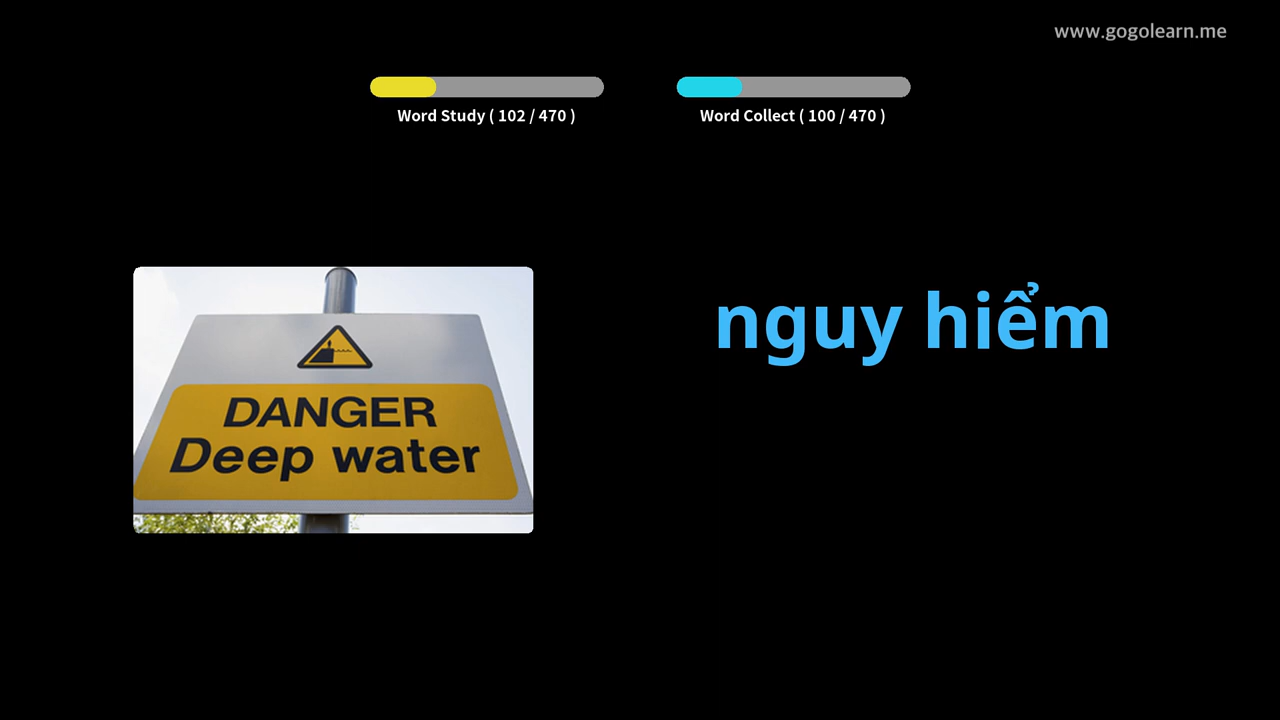 www.gogolearn.me
Word Study ( 102 / 470 )
Word Collect ( 100 / 470 )
nguy hiểm
DANGER
Deep water